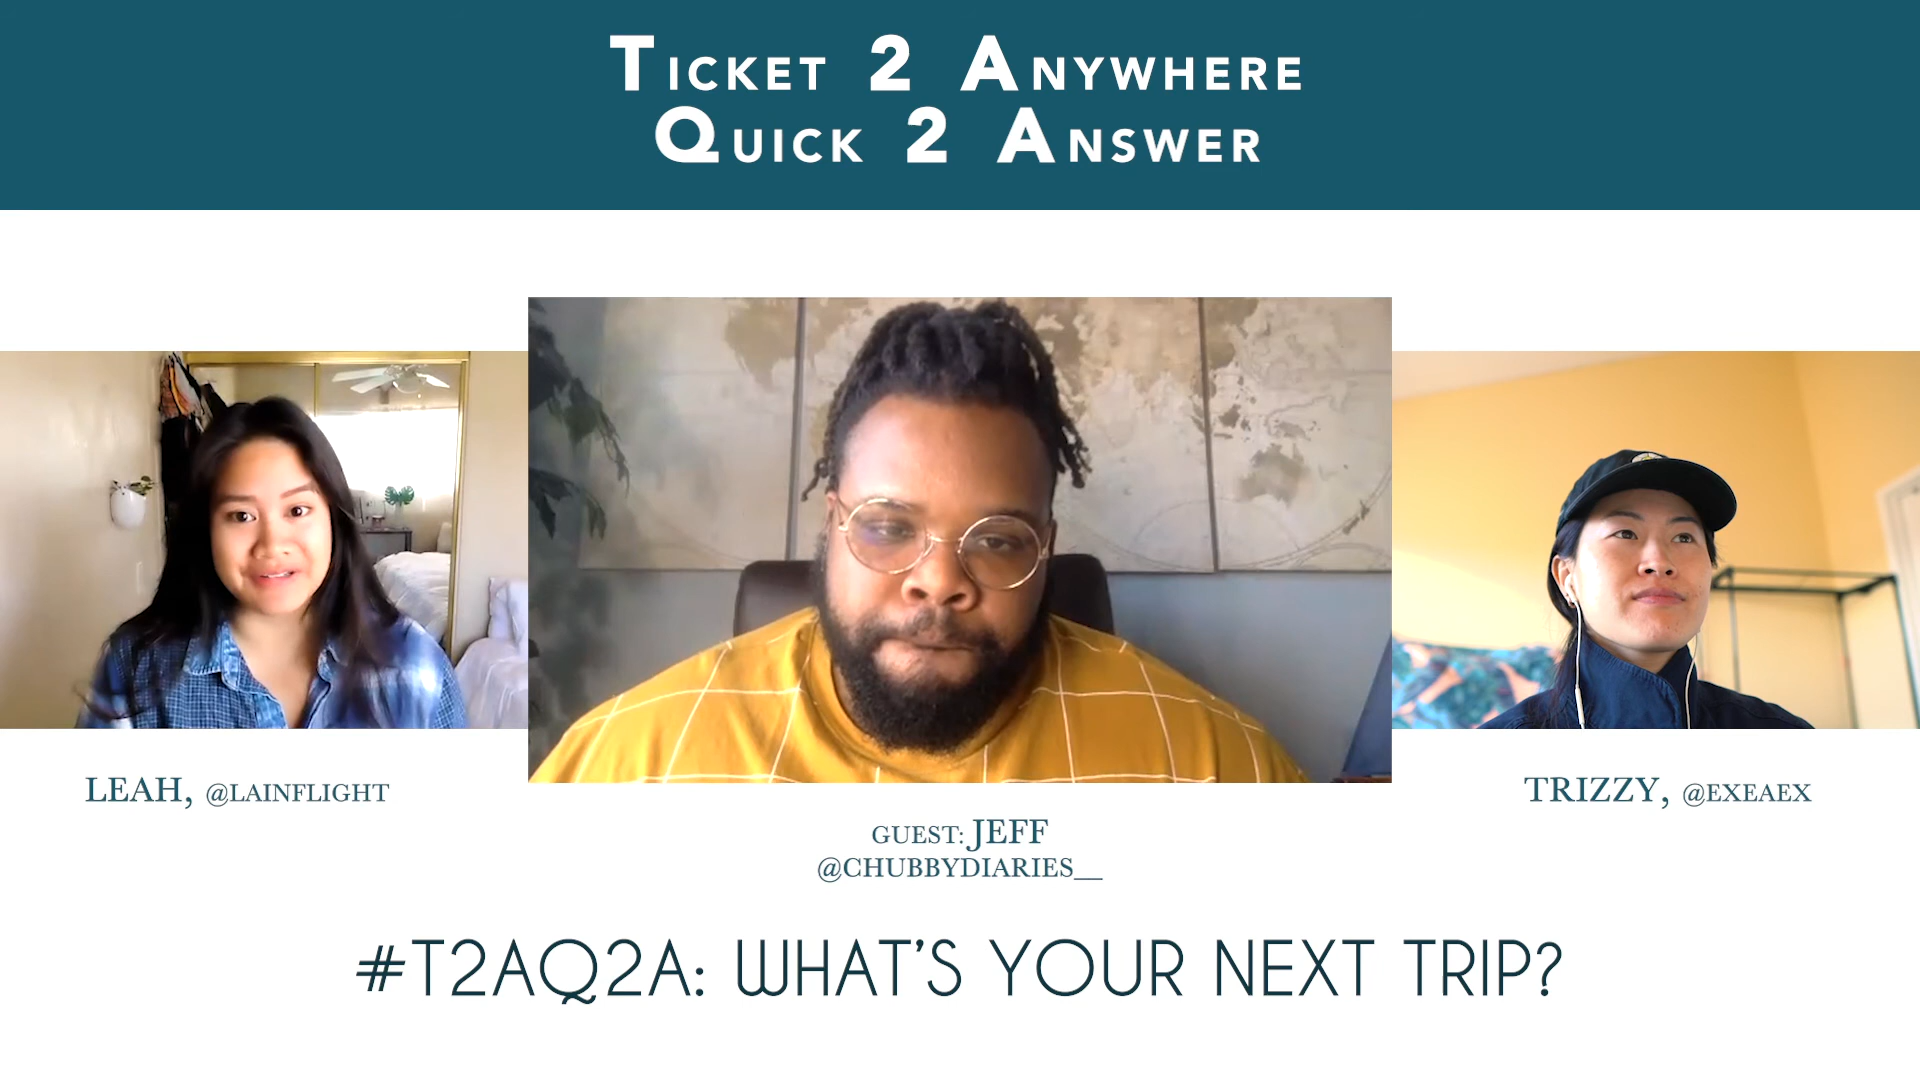 Ticket 2 Anywhere
Quick 2 Answer
LEAH, @LAINFLIGHT
TRIZZY, @EXEAEX
GUEST: JEFF
@CHUBBYDIARIES__
#T2AQ2A: WHAT'S YOUR NEXT TRIP?